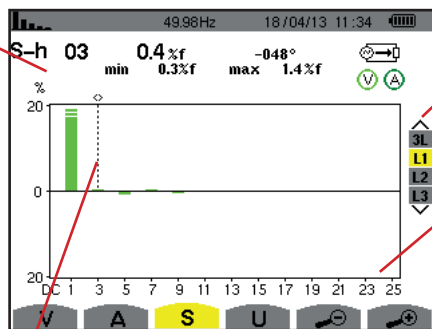 49.98Hz 18/04/13 11:34
S-h 03 0.4%f -048°
min 0.3%f max 1.4%f
V A
%
20
3L
L1
L2
L3
0
20
DC 1 3 5 7 9 11 13 15 17 19 21 23 25
V A S U